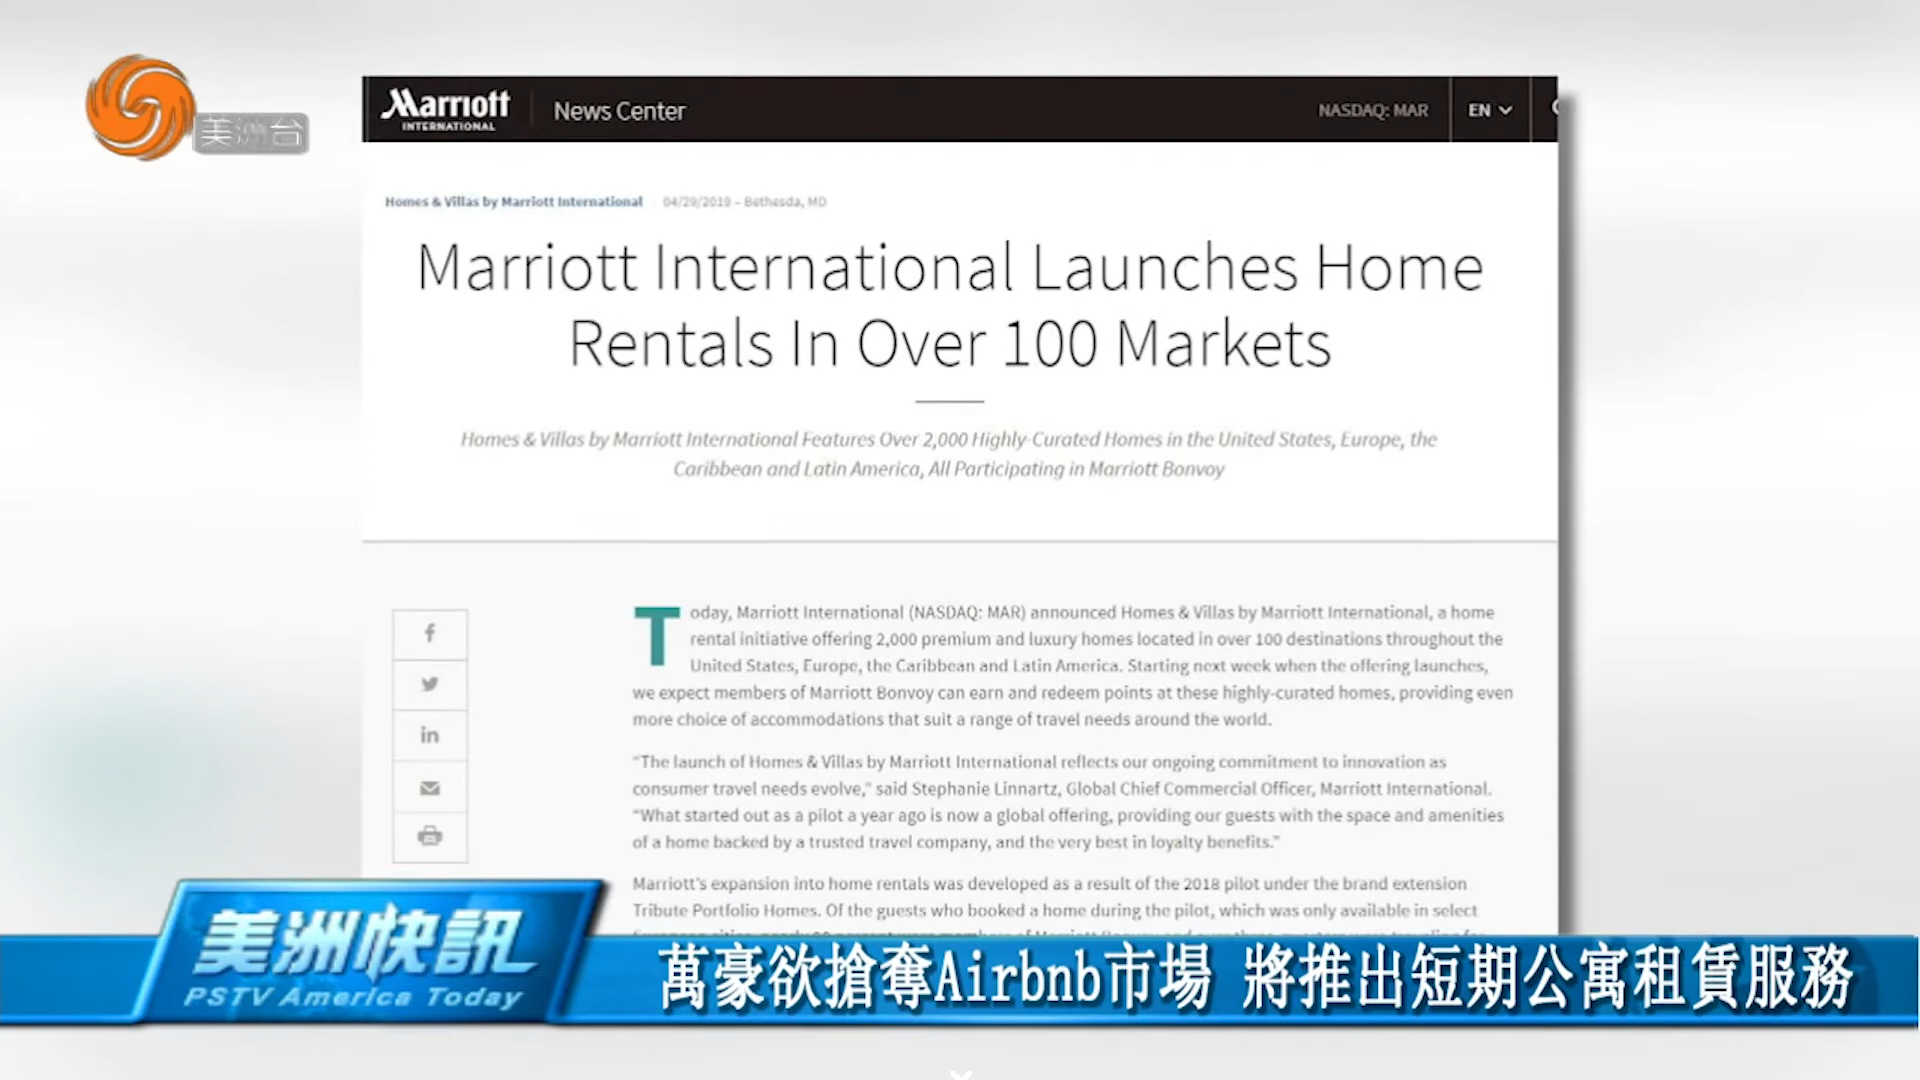 美洲台
Marriott
INTERNATIONAL
News Center
NASDAQ: MAR
EN
Homes & Villas by Marriott International 04/29/2019 – Bethesda, MD
Marriott International Launches Home
Rentals In Over 100 Markets
Homes & Villas by Marriott International Features Over 2,000 Highly-Curated Homes in the United States, Europe, the
Caribbean and Latin America, All Participating in Marriott Bonvoy
Today, Marriott International (NASDAQ: MAR) announced Homes & Villas by Marriott International, a home
rental initiative offering 2,000 premium and luxury homes located in over 100 destinations throughout the
United States, Europe, the Caribbean and Latin America. Starting next week when the offering launches,
we expect members of Marriott Bonvoy can earn and redeem points at these highly-curated homes, providing even
more choice of accommodations that suit a range of travel needs around the world.
“The launch of Homes & Villas by Marriott International reflects our ongoing commitment to innovation as
consumer travel needs evolve,” said Stephanie Linnartz, Global Chief Commercial Officer, Marriott International.
“What started out as a pilot a year ago is now a global offering, providing our guests with the space and amenities
of a home backed by a trusted travel company, and the very best in loyalty benefits.”
Marriott’s expansion into home rentals was developed as a result of the 2018 pilot under the brand extension
Tribute Portfolio Homes. Of the guests who booked a home during the pilot, which was only available in select
美洲快訊
PSTV America Today
萬豪欲搶奪Airbnb市場 將推出短期公寓租賃服務